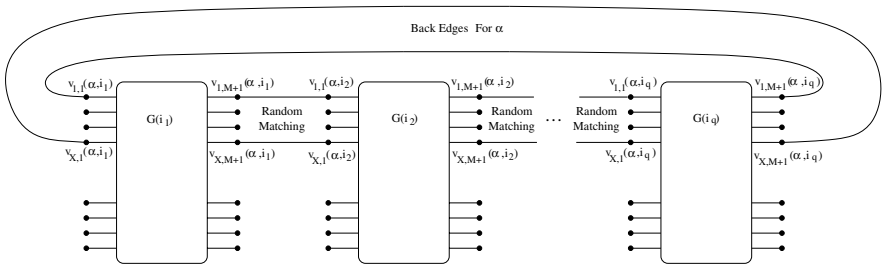 Back Edges For α
v1,1(α,i1) v1,M+1(α,i1) v1,1(α,i2) v1,M+1(α,i2) v1,1(α,iq) v1,M+1(α,iq)
G(i1) Random Matching G(i2) Random Matching ... Random Matching G(iq)
vX,1(α,i1) vX,M+1(α,i1) vX,1(α,i2) vX,M+1(α,i2) vX,1(α,iq) vX,M+1(α,iq)